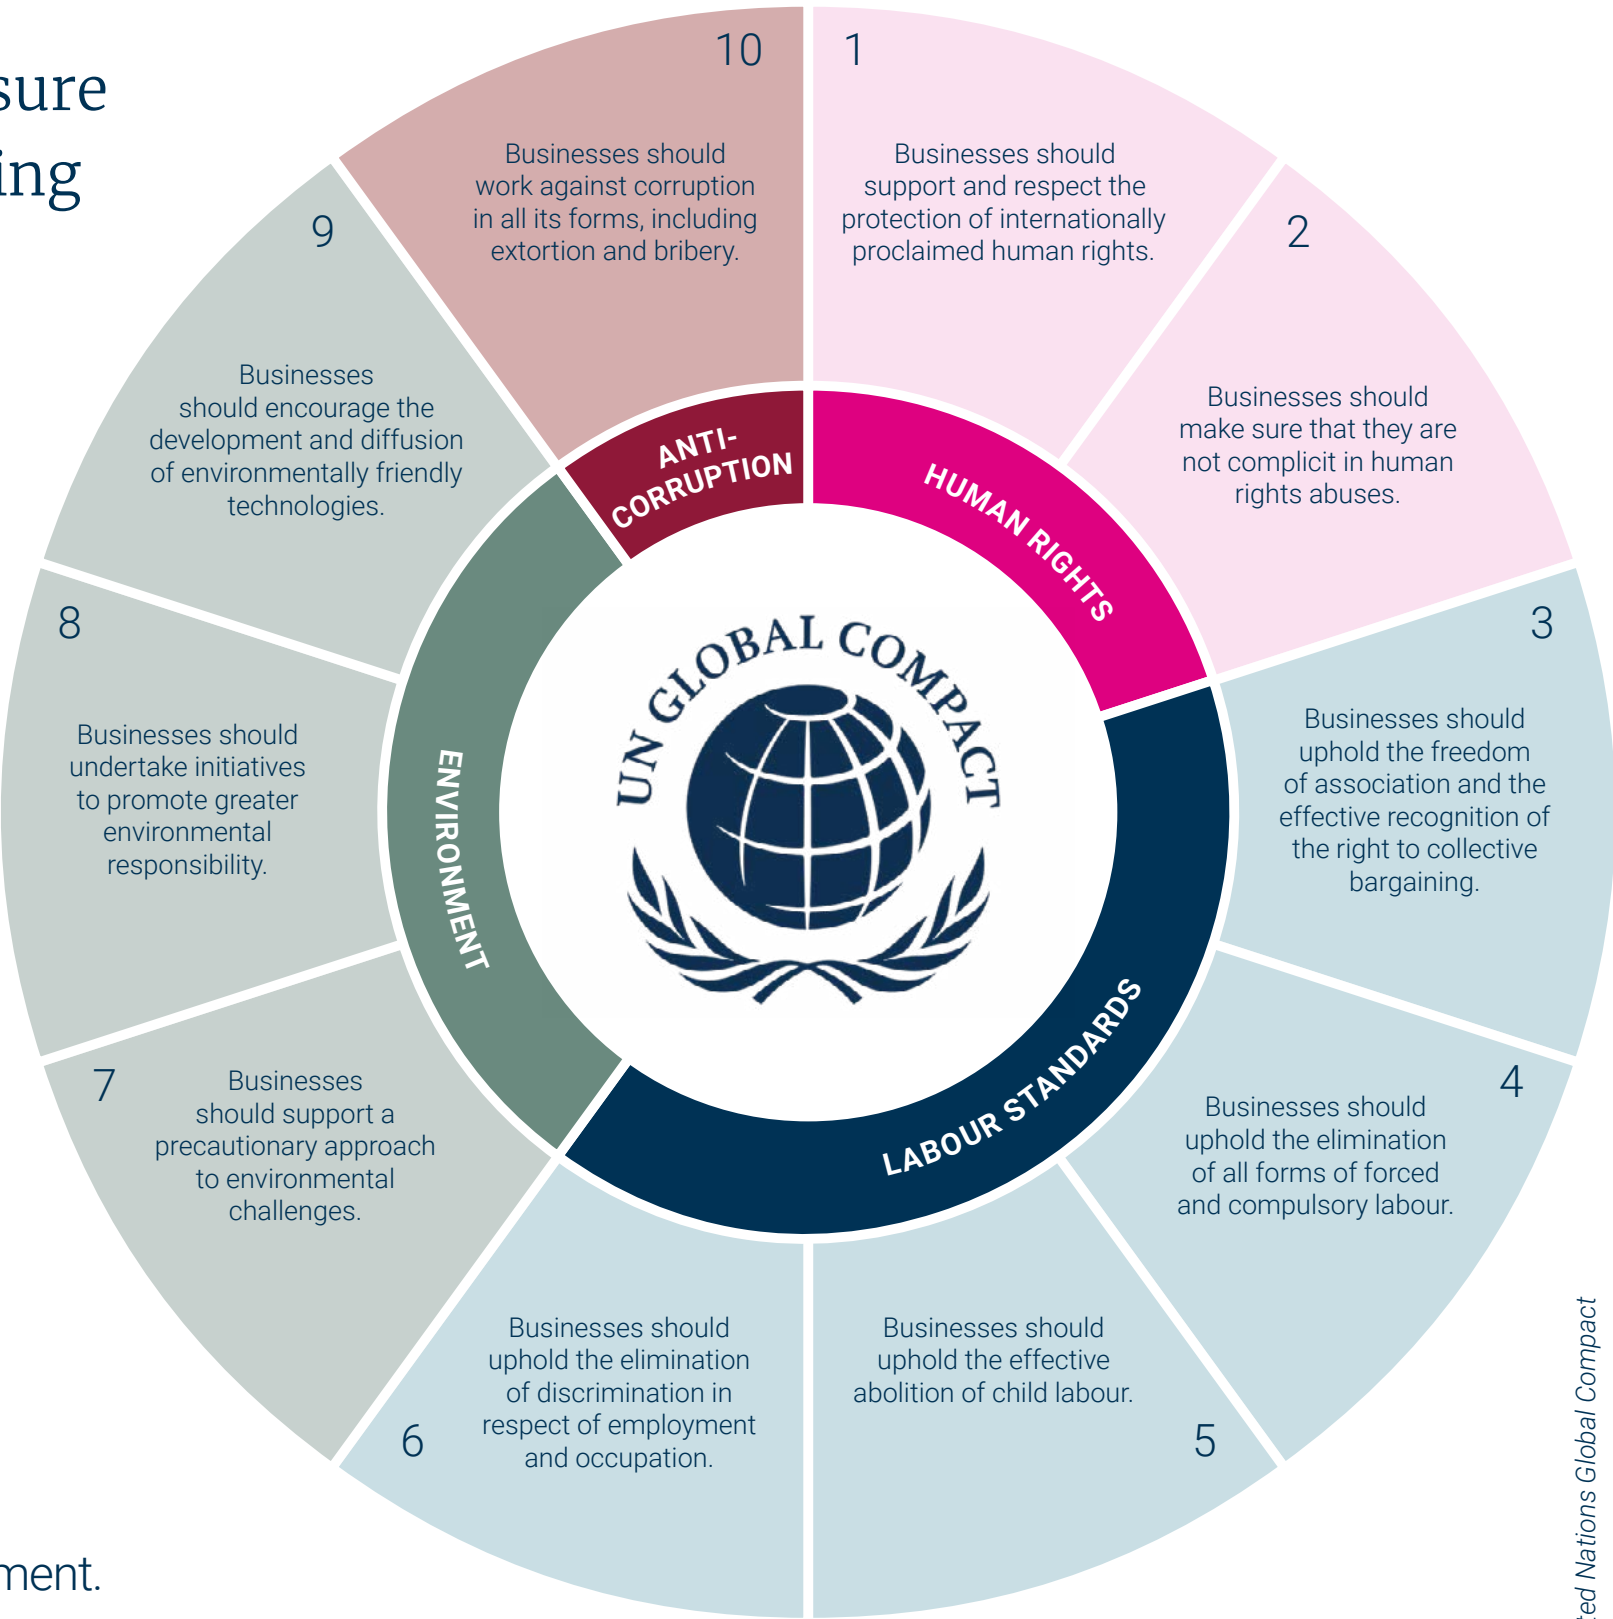 sure
ing
10
Businesses should
work against corruption
in all its forms, including
extortion and bribery.
1
Businesses should
support and respect the
protection of internationally
proclaimed human rights.
2
Businesses should
make sure that they are
not complicit in human
rights abuses.
3
Businesses should
uphold the freedom
of association and the
effective recognition of
the right to collective
bargaining.
4
Businesses should
uphold the elimination
of all forms of forced
and compulsory labour.
5
Businesses should
uphold the effective
abolition of child labour.
6
Businesses should
uphold the elimination
of discrimination in
respect of employment
and occupation.
7
Businesses
should support a
precautionary approach
to environmental
challenges.
8
Businesses should
undertake initiatives
to promote greater
environmental
responsibility.
9
Businesses
should encourage the
development and diffusion
of environmentally friendly
technologies.
ANTI-
CORRUPTION
HUMAN RIGHTS
LABOUR STANDARDS
ENVIRONMENT
UN GLOBAL COMPACT
ment.
ed Nations Global Compact